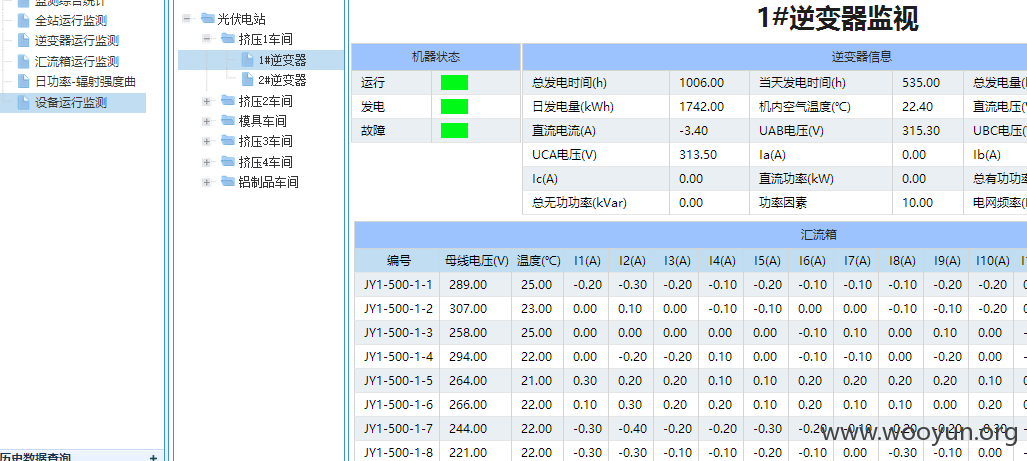 监测综合统计
全站运行监测
逆变器运行监测
汇流箱运行监测
日功率-辐射强度曲
设备运行监测
历史数据查询 +
光伏电站
挤压1车间
1#逆变器
2#逆变器
挤压2车间
模具车间
挤压3车间
挤压4车间
铝制品车间
1#逆变器监视
机器状态
运行
发电
故障
逆变器信息
总发电时间(h) 1006.00 当天发电时间(h) 535.00 总发电量(
日发电量(kWh) 1742.00 机内空气温度(℃) 22.40 直流电压(V
直流电流(A) -3.40 UAB电压(V) 315.30 UBC电压(
UCA电压(V) 313.50 Ia(A) 0.00 Ib(A)
Ic(A) 0.00 直流功率(kW) 0.00 总有功功率
总无功功率(kVar) 0.00 功率因素 10.00 电网频率(
汇流箱
编号 母线电压(V) 温度(℃) I1(A) I2(A) I3(A) I4(A) I5(A) I6(A) I7(A) I8(A) I9(A) I10(A)
JY1-500-1-1 289.00 25.00 -0.20 -0.30 -0.20 -0.10 -0.20 -0.10 -0.10 -0.10 -0.20 -0.20
JY1-500-1-2 307.00 23.00 0.00 0.10 0.00 -0.10 -0.10 0.00 0.00 -0.10 -0.10 -0.20
JY1-500-1-3 258.00 25.00 0.00 0.00 0.00 0.00 0.00 -0.10 0.10 0.00 0.10 0.00
JY1-500-1-4 294.00 22.00 0.00 -0.20 -0.20 0.10 0.00 -0.10 -0.10 0.00 -0.20 0.00
JY1-500-1-5 264.00 21.00 0.30 0.20 0.20 0.10 0.10 0.20 0.20 0.20 0.20 0.10
JY1-500-1-6 266.00 22.00 0.10 0.30 0.20 0.20 0.10 0.20 0.10 0.10 0.00 0.20
JY1-500-1-7 244.00 22.00 -0.30 -0.40 -0.20 -0.20 -0.30 -0.20 -0.10 -0.20 -0.20 -0.30
JY1-500-1-8 221.00 22.00 -0.30 -0.30 -0.10 -0.10 -0.20 -0.10 0.00 -0.30 -0.10 0.00
www.wooyun.org